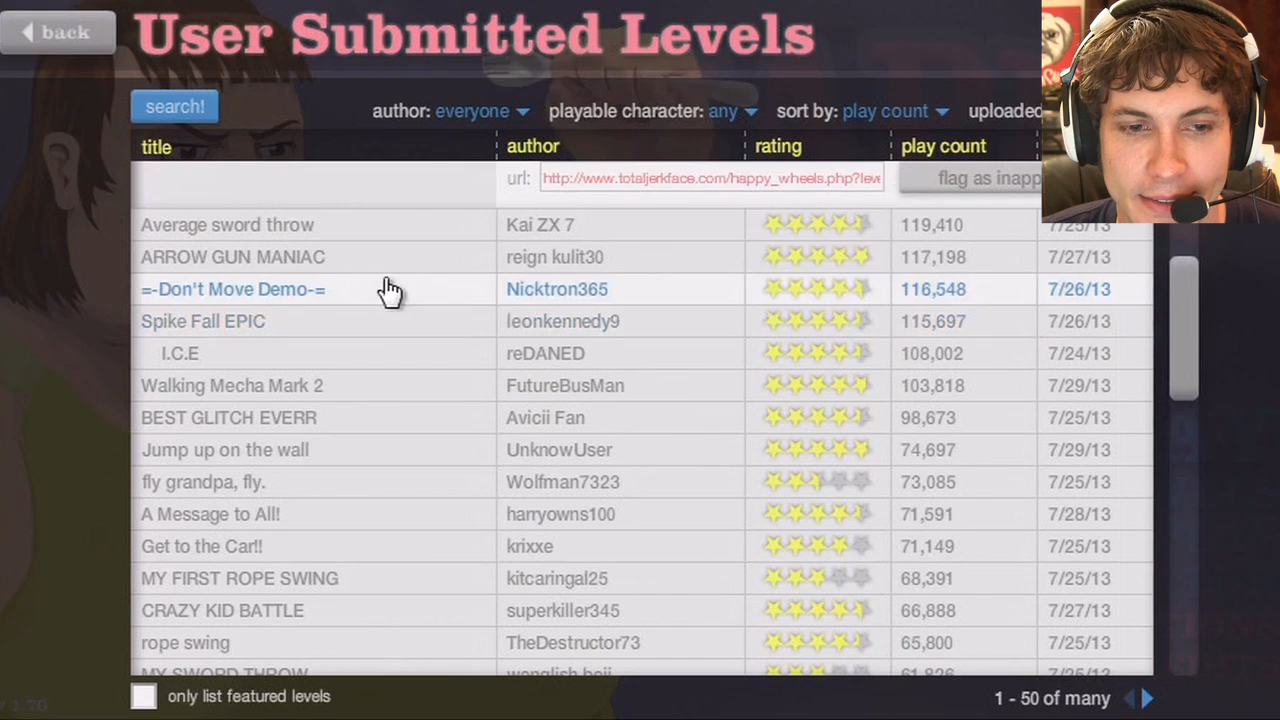 back
User Submitted Levels
search!
author: everyone playable character: any sort by: play count uploaded
title author rating play count
url: http://www.totaljerkface.com/happy_wheels.php?leve flag as inapp
Average sword throw Kai ZX 7 119,410 7/25/13
ARROW GUN MANIAC reign kulit30 117,198 7/27/13
=-Don't Move Demo-= Nicktron365 116,548 7/26/13
Spike Fall EPIC leonkennedy9 115,697 7/26/13
I.C.E reDANED 108,002 7/24/13
Walking Mecha Mark 2 FutureBusMan 103,818 7/29/13
BEST GLITCH EVERR Avicii Fan 98,673 7/25/13
Jump up on the wall UnknowUser 74,697 7/29/13
fly grandpa, fly. Wolfman7323 73,085 7/25/13
A Message to All! harryowns100 71,591 7/28/13
Get to the Car!! krixxe 71,149 7/25/13
MY FIRST ROPE SWING kitcaringal25 68,391 7/25/13
CRAZY KID BATTLE superkiller345 66,888 7/27/13
rope swing TheDestructor73 65,800 7/25/13
MY SWORD THROW
only list featured levels 1 - 50 of many